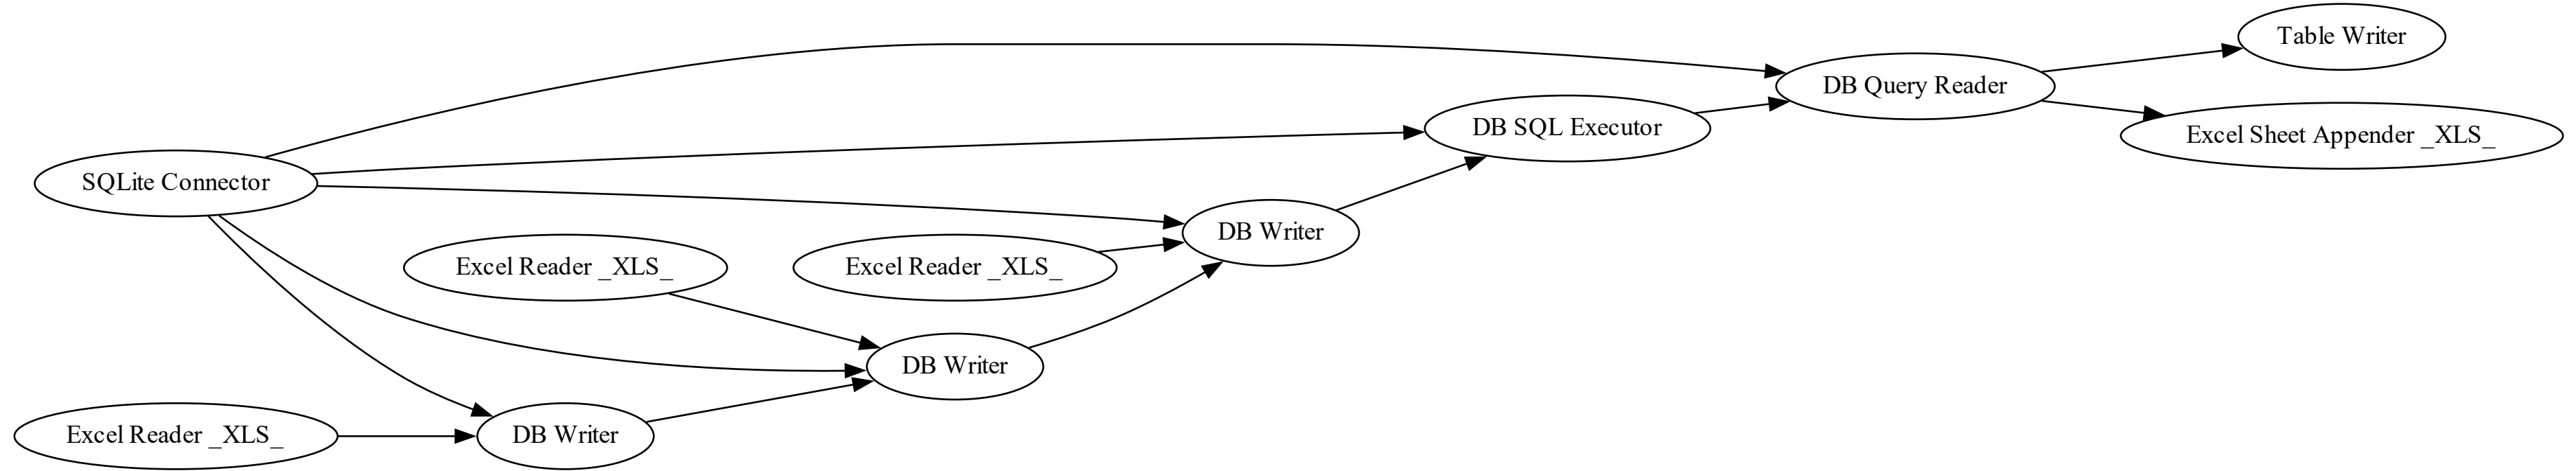 Table Writer
DB Query Reader
DB SQL Executor
Excel Sheet Appender _XLS_
SQLite Connector
DB Writer
Excel Reader _XLS_
Excel Reader _XLS_
DB Writer
Excel Reader _XLS_
DB Writer